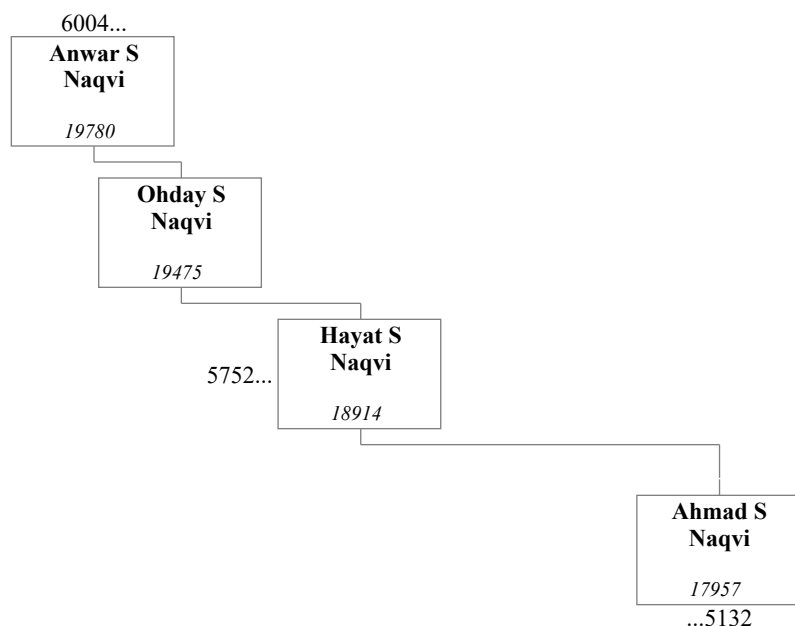 6004...
Anwar S
Naqvi
19780
Ohday S
Naqvi
19475
Hayat S
Naqvi
5752...
18914
Ahmad S
Naqvi
17957
...5132